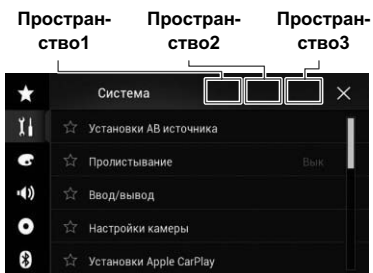 Простран-
ство1
Простран-
ство2
Простран-
ство3
Система
Установки АВ источника
Пролистывание Вык
Ввод/вывод
Настройки камеры
Установки Apple CarPlay